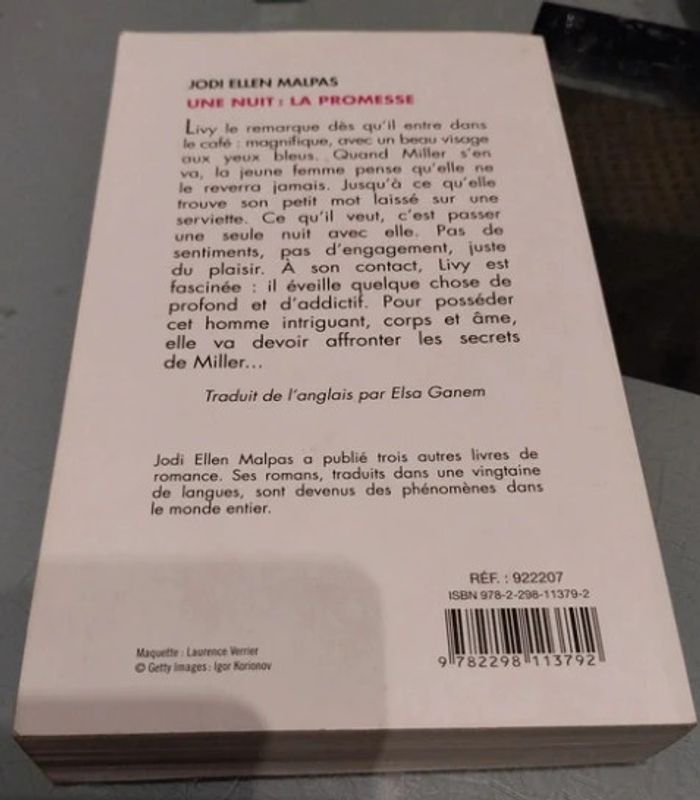 JODI ELLEN MALPAS
UNE NUIT : LA PROMESSE
Livy le remarque dès qu'il entre dans
le café : magnifique, avec un beau visage
aux yeux bleus. Quand Miller s'en
va, la jeune femme pense qu'elle ne
le reverra jamais. Jusqu'à ce qu'elle
trouve son petit mot laissé sur une
serviette. Ce qu'il veut, c'est passer
une seule nuit avec elle. Pas de
sentiments, pas d'engagement, juste
du plaisir. À son contact, Livy est
fascinée : il éveille quelque chose de
profond et d'addictif. Pour posséder
cet homme intriguant, corps et âme,
elle va devoir affronter les secrets
de Miller...
Traduit de l'anglais par Elsa Ganem
Jodi Ellen Malpas a publié trois autres livres de
romance. Ses romans, traduits dans une vingtaine
de langues, sont devenus des phénomènes dans
le monde entier.
RÉF. : 922207
ISBN 978-2-298-11379-2
9 782298 113792
Maquette : Laurence Verrier
© Getty Images : Igor Korionov